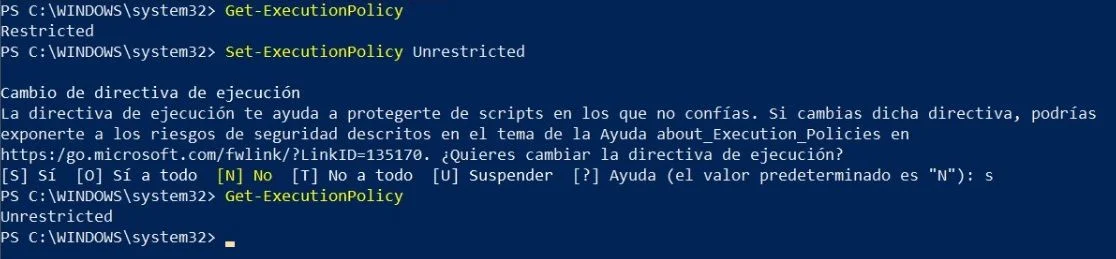 PS C:\WINDOWS\system32> Get-ExecutionPolicy
Restricted
PS C:\WINDOWS\system32> Set-ExecutionPolicy Unrestricted
Cambio de directiva de ejecución
La directiva de ejecución te ayuda a protegerte de scripts en los que no confías. Si cambias dicha directiva, podrías
exponerte a los riesgos de seguridad descritos en el tema de la Ayuda about_Execution_Policies en
https:/go.microsoft.com/fwlink/?LinkID=135170. ¿Quieres cambiar la directiva de ejecución?
[S] Sí  [O] Sí a todo  [N] No  [T] No a todo  [U] Suspender  [?] Ayuda (el valor predeterminado es "N"): s
PS C:\WINDOWS\system32> Get-ExecutionPolicy
Unrestricted
PS C:\WINDOWS\system32>